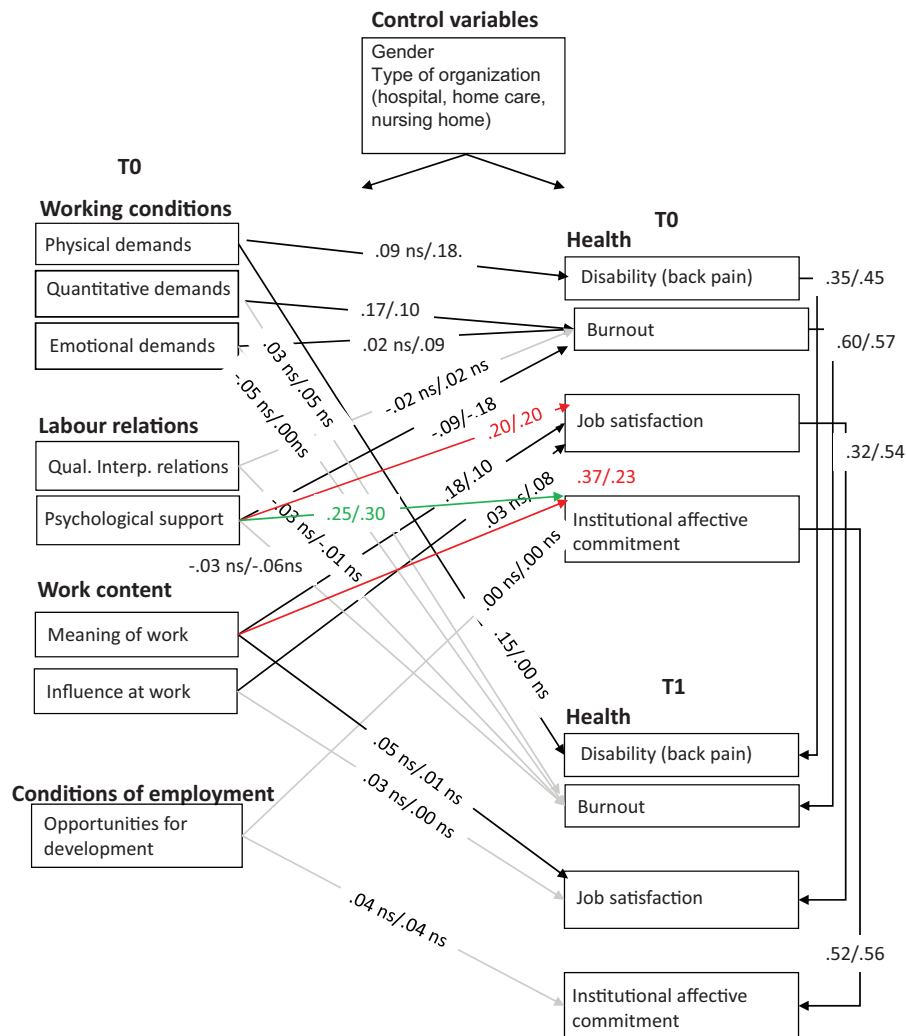 Control variables
Gender
Type of organization
(hospital, home care,
nursing home)
T0
Working conditions
Physical demands
Quantitative demands
Emotional demands
Labour relations
Qual. Interp. relations
Psychological support
Work content
Meaning of work
Influence at work
Conditions of employment
Opportunities for
development
.09 ns/.18.
.17/.10
.02 ns/.09
.03 ns/.05 ns
-.05 ns/.00ns
-.02 ns/.02 ns
-.09/-.18
.20/.20
.18/.10
.03 ns/.08
.37/.23
.25/.30
-.03 ns/-.01 ns
-.03 ns/-.06ns
.00 ns/.00 ns
.15/.00 ns
.05 ns/.01 ns
.03 ns/.00 ns
.04 ns/.04 ns
T0
Health
Disability (back pain)
Burnout
Job satisfaction
Institutional affective
commitment
T1
Health
Disability (back pain)
Burnout
Job satisfaction
Institutional affective
commitment
.35/.45
.60/.57
.32/.54
.52/.56